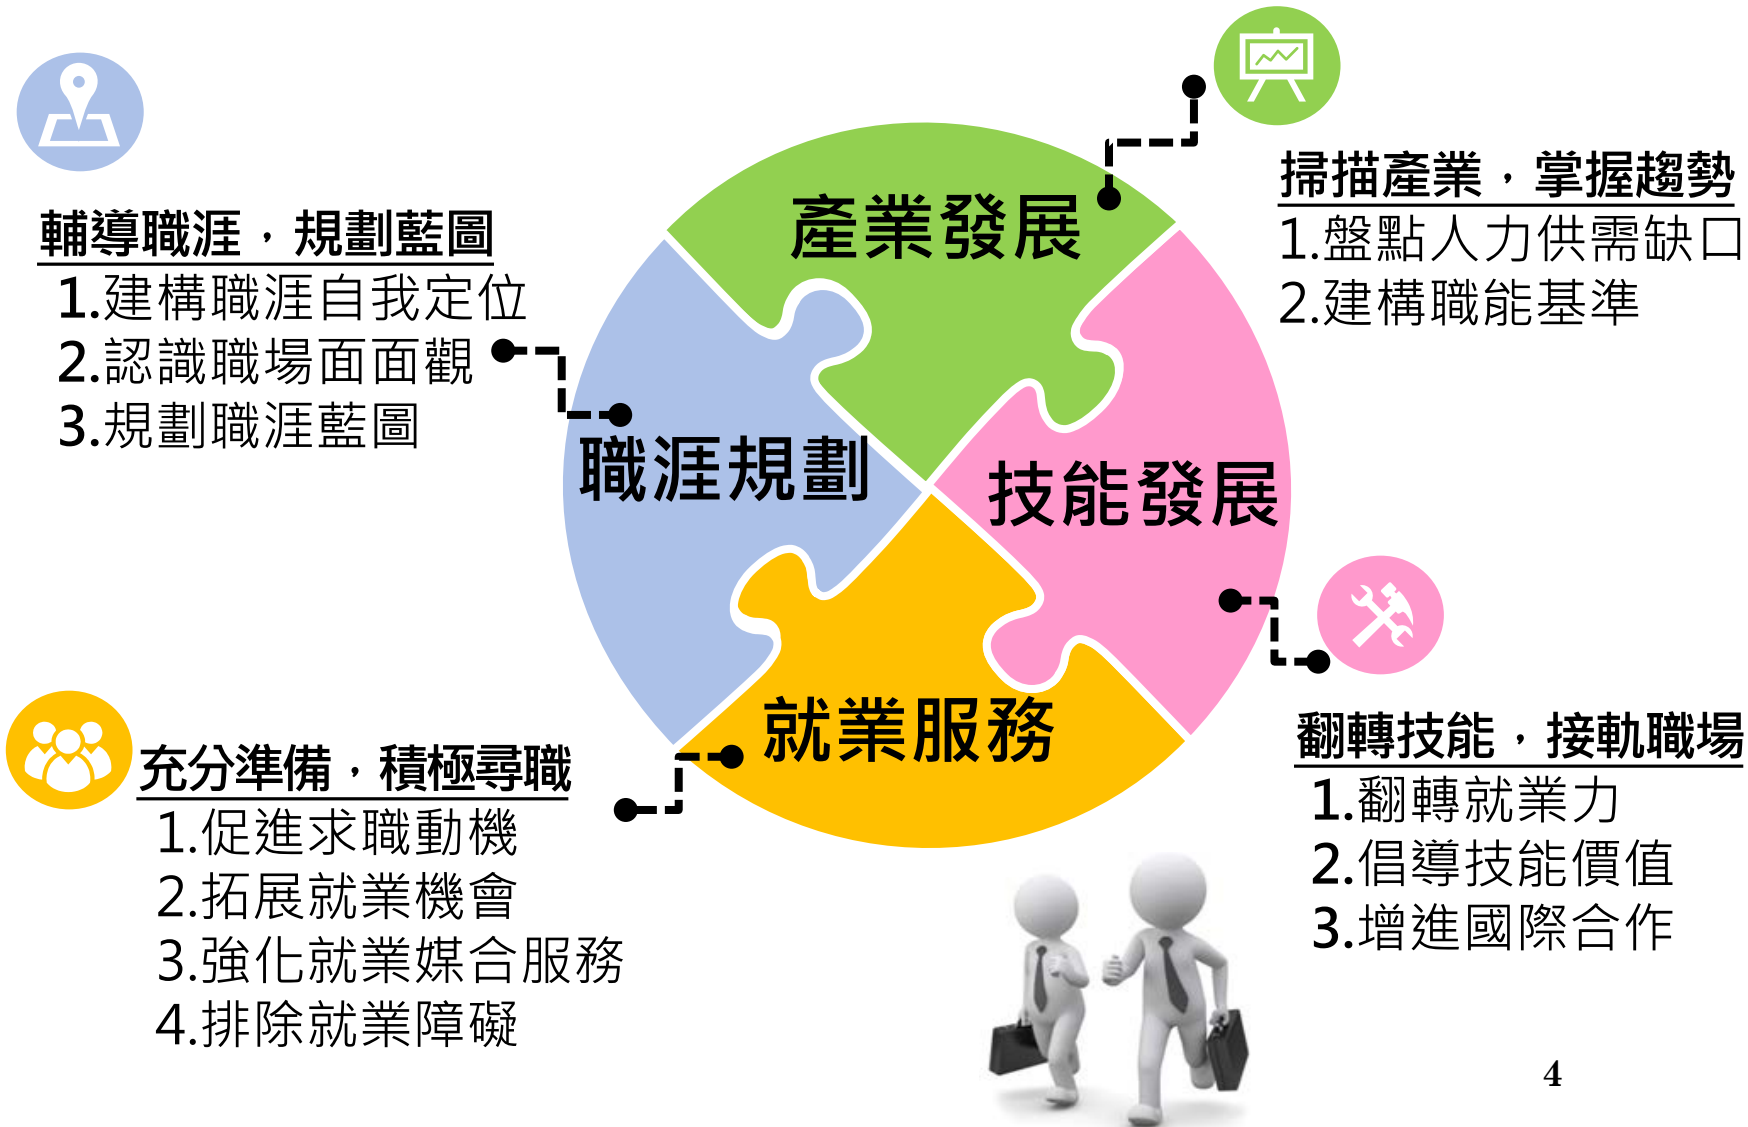 輔導職涯，規劃藍圖
1.建構職涯自我定位
2.認識職場面面觀
3.規劃職涯藍圖
產業發展
職涯規劃
技能發展
就業服務
掃描產業，掌握趨勢
1.盤點人力供需缺口
2.建構職能基準
充分準備，積極尋職
1.促進求職動機
2.拓展就業機會
3.強化就業媒合服務
4.排除就業障礙
翻轉技能，接軌職場
1.翻轉就業力
2.倡導技能價值
3.增進國際合作
4